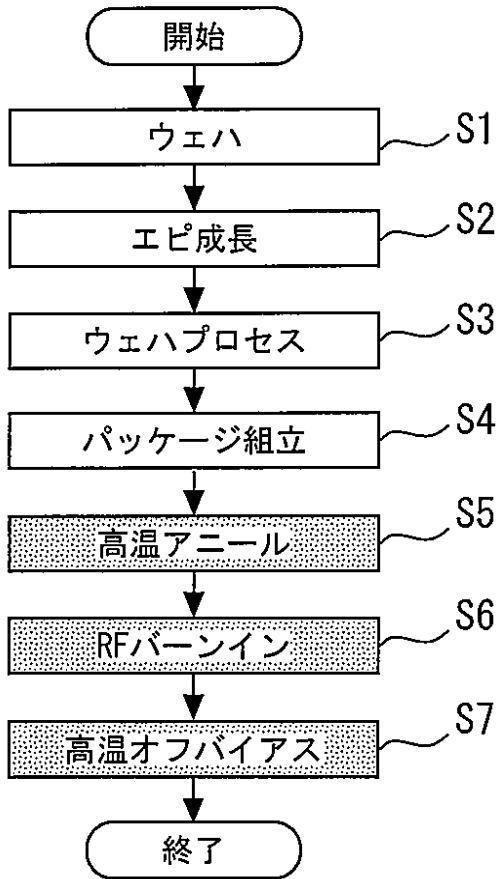 開始
ウェハ
S1
エピ成長
S2
ウェハプロセス
S3
パッケージ組立
S4
高温アニール
S5
RFバーンイン
S6
高温オフバイアス
S7
終了